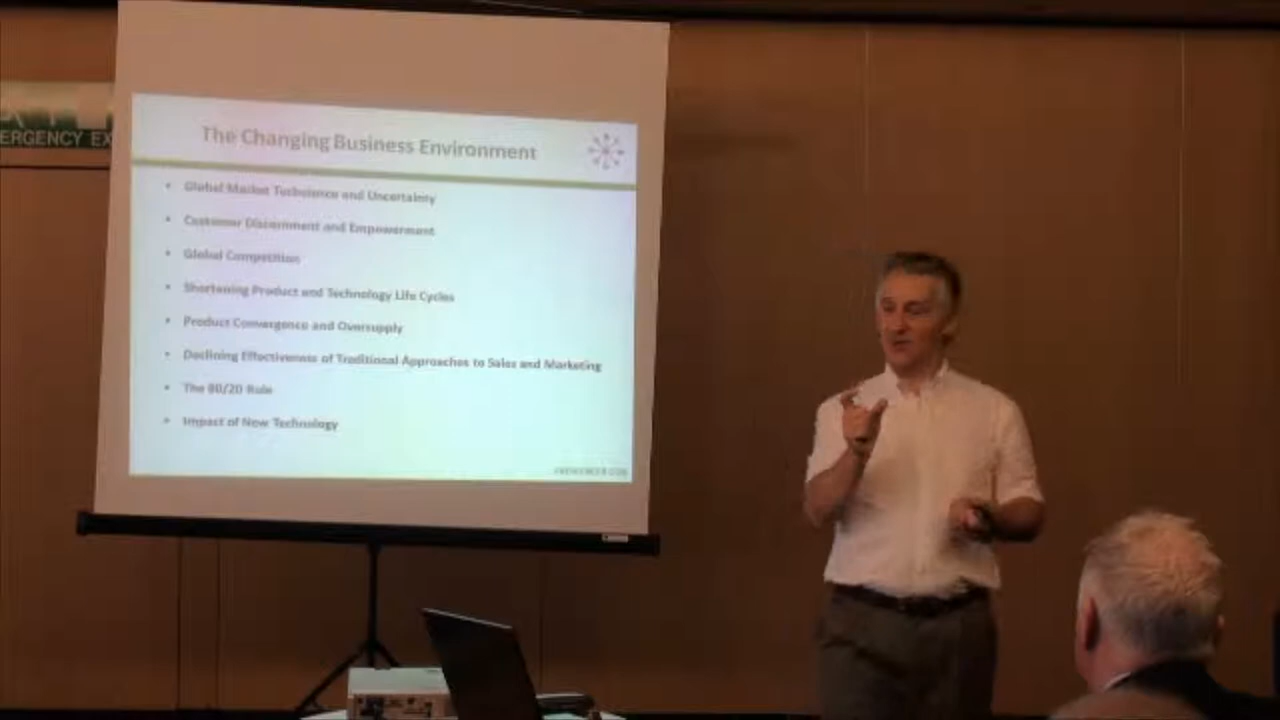 ERGENCY EX
The Changing Business Environment
• Global Market Turbulence and Uncertainty
• Customer Discernment and Empowerment
• Global Competition
• Shortening Product and Technology Life Cycles
• Product Convergence and Oversupply
• Declining Effectiveness of Traditional Approaches to Sales and Marketing
• The 80/20 Rule
• Impact of New Technology